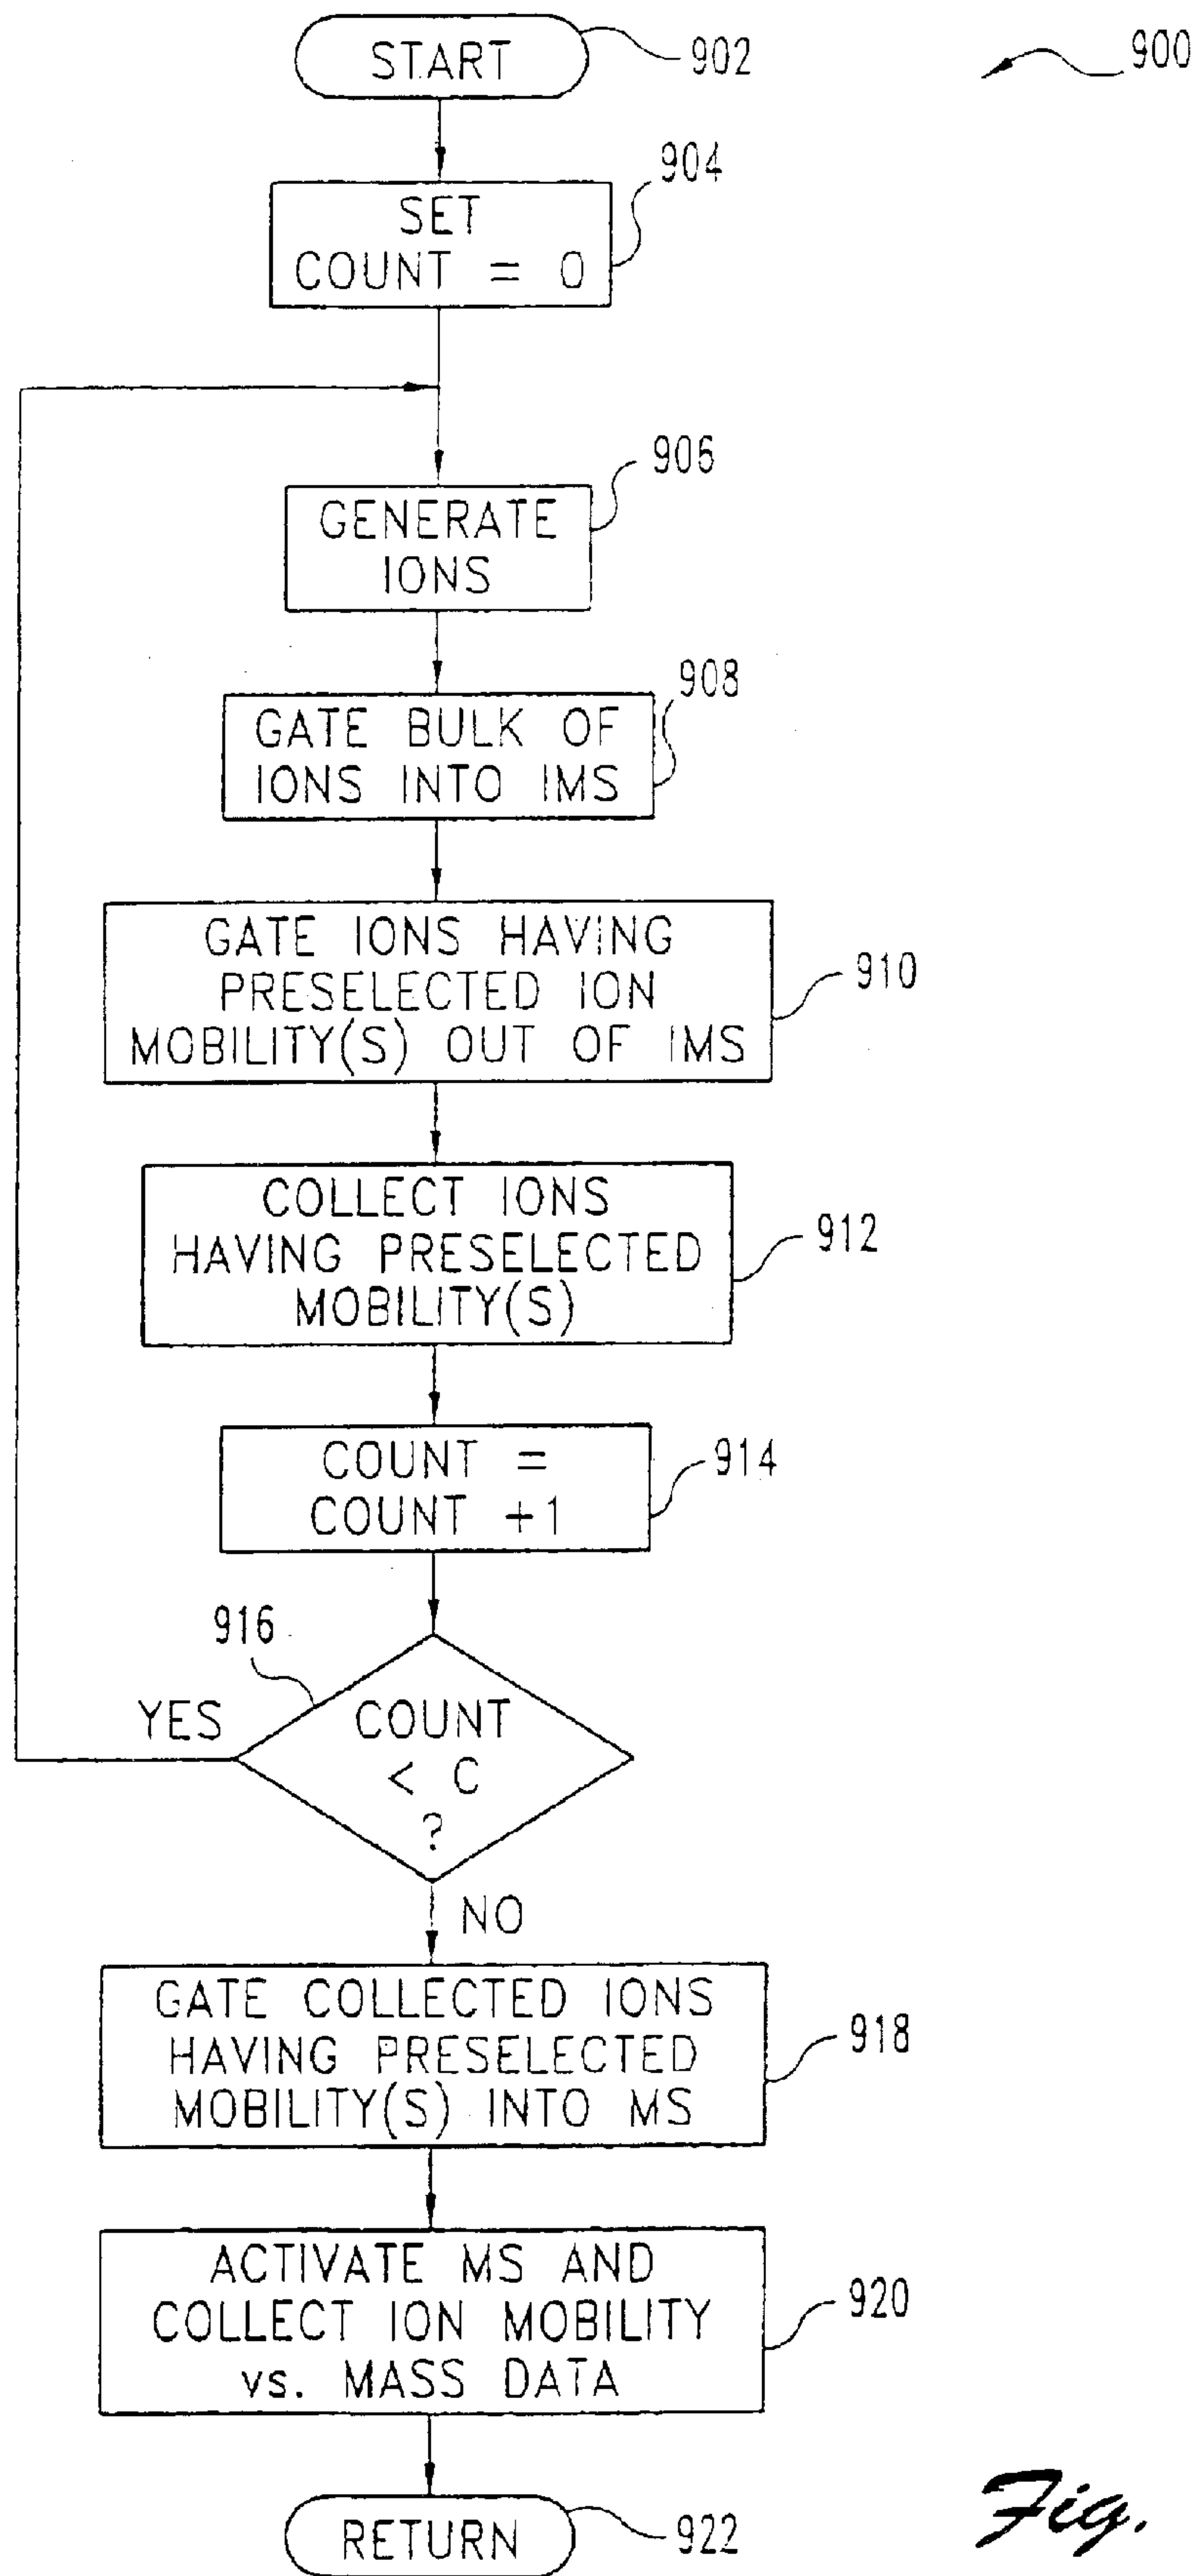 START
902
900
SET
COUNT = 0
904
GENERATE
IONS
906
GATE BULK OF
IONS INTO IMS
908
GATE IONS HAVING
PRESELECTED ION
MOBILITY(S) OUT OF IMS
910
COLLECT IONS
HAVING PRESELECTED
MOBILITY(S)
912
COUNT =
COUNT +1
914
916
YES
COUNT
< C
?
NO
GATE COLLECTED IONS
HAVING PRESELECTED
MOBILITY(S) INTO MS
918
ACTIVATE MS AND
COLLECT ION MOBILITY
vs. MASS DATA
920
RETURN
922
Fig.